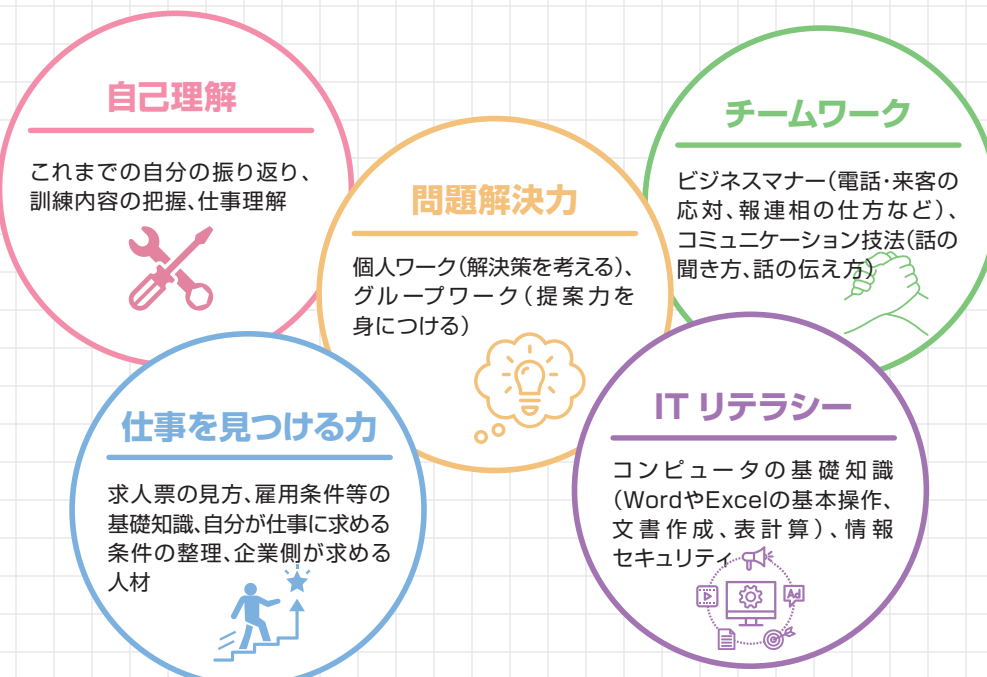 自己理解
これまでの自分の振り返り、
訓練内容の把握、仕事理解
問題解決力
個人ワーク(解決策を考える)、
グループワーク(提案力を
身につける)
チームワーク
ビジネスマナー(電話・来客の
応対、報連相の仕方など)、
コミュニケーション技法(話の
聞き方、話の伝え方)
仕事を見つける力
求人票の見方、雇用条件等の
基礎知識、自分が仕事に求める
条件の整理、企業側が求める
人材
IT リテラシー
コンピュータの基礎知識
(WordやExcelの基本操作、
文書作成、表計算)、情報
セキュリティ
Ad